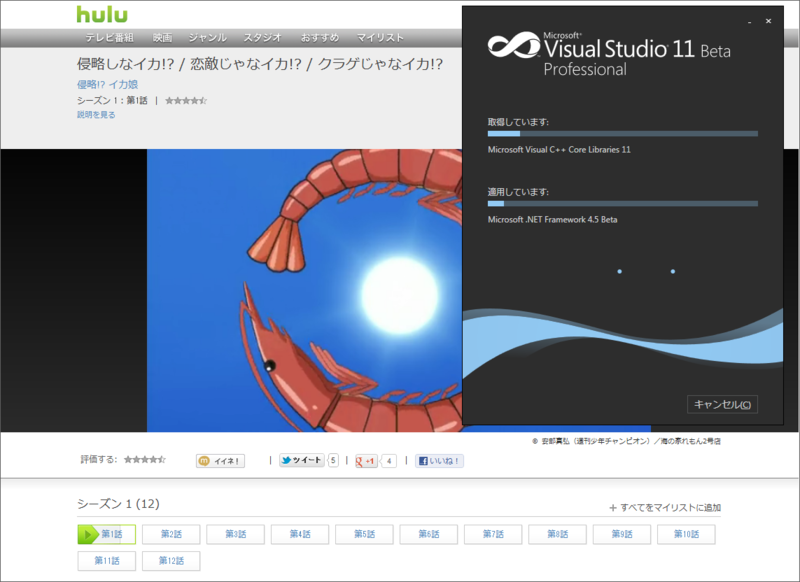 hulu
テレビ番組 映画 ジャンル スタジオ おすすめ マイリスト
侵略しなイカ!? / 恋敵じゃなイカ!? / クラゲじゃなイカ!?
侵略!? イカ娘
シーズン 1 : 第1話 |
説明を見る
Microsoft®
Visual Studio® 11 Beta
Professional
取得しています:
Microsoft Visual C++ Core Libraries 11
適用しています:
Microsoft .NET Framework 4.5 Beta
キャンセル(C)
© 安部真弘（週刊少年チャンピオン）／海の家れもん2号店
評価する:
m イイネ!
| ツイート 5 | g +1 4 | f いいね！
シーズン 1 (12)
+ すべてをマイリストに追加
第1話 第2話 第3話 第4話 第5話 第6話 第7話 第8話 第9話 第10話
第11話 第12話